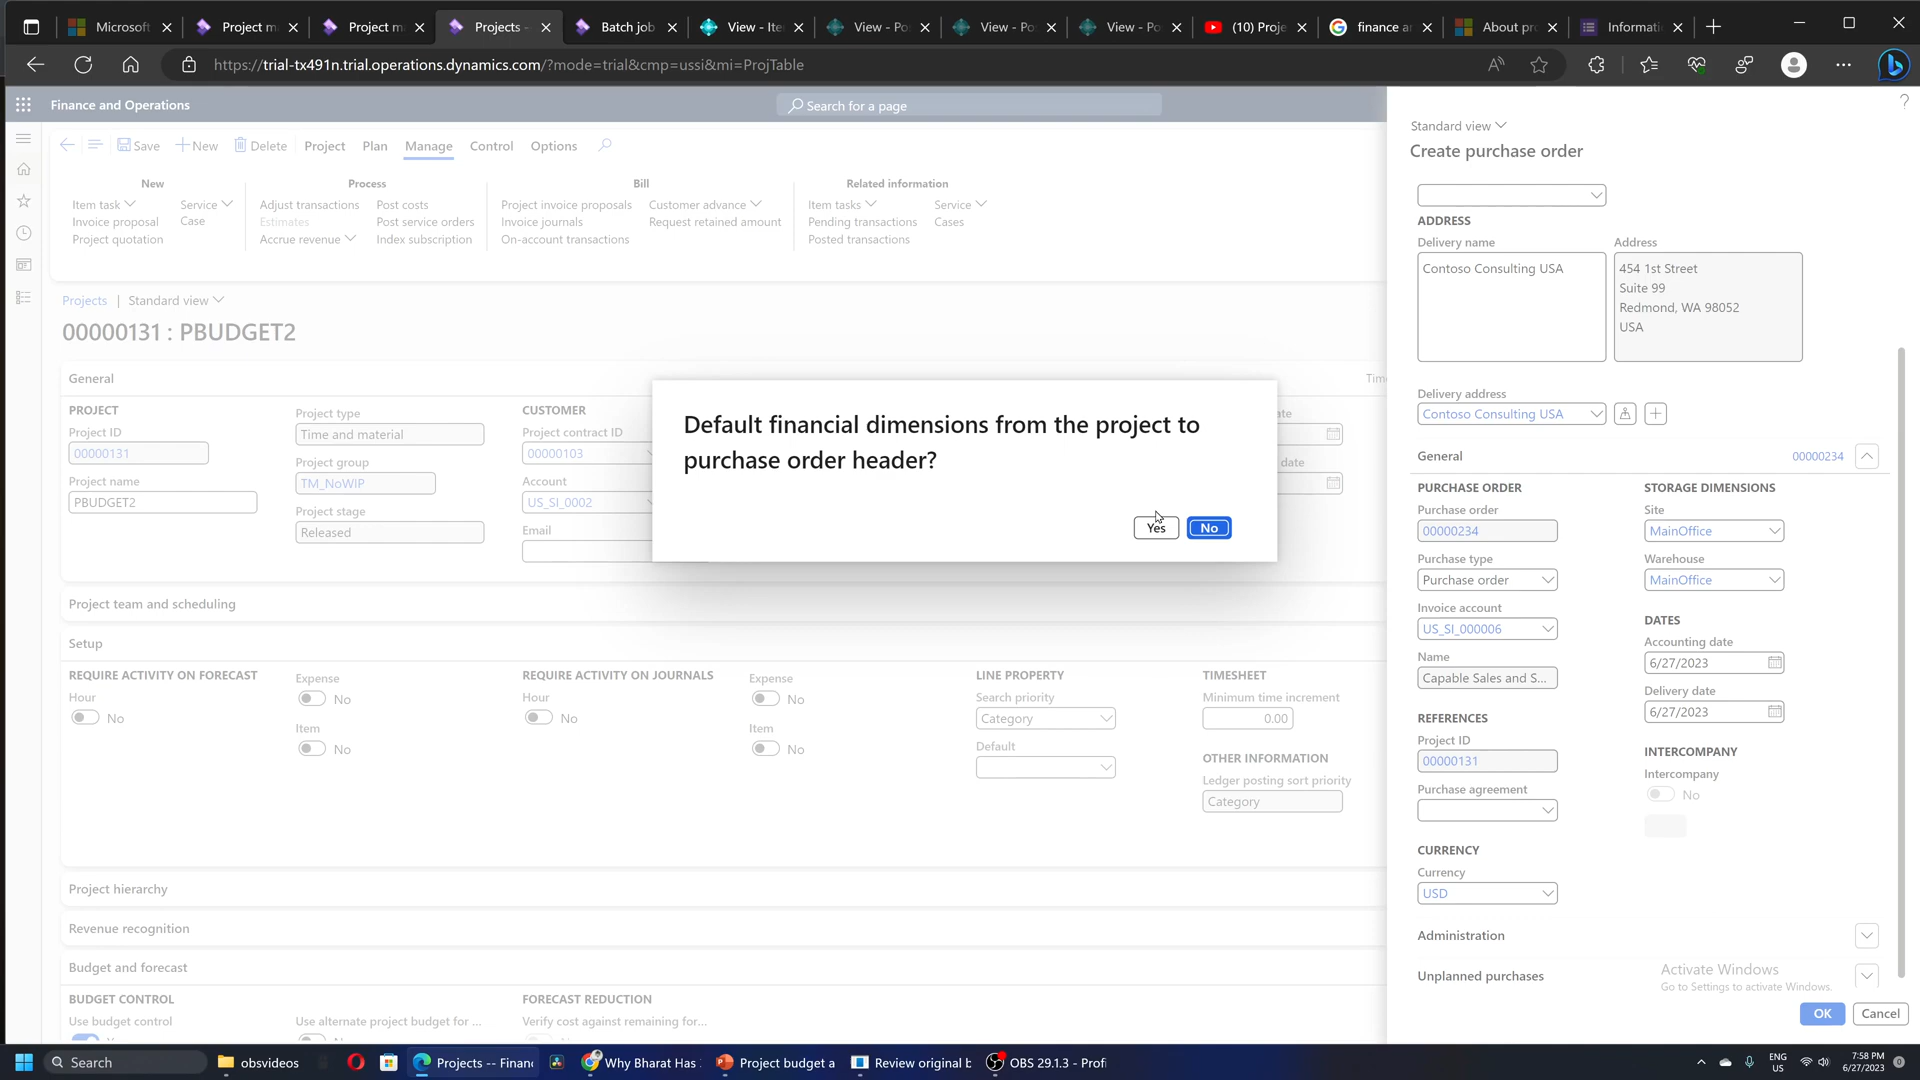 Microsoft
Project m
Project m
Projects -
Batch job
View - Ite
View - Po
View - Po
View - Po
(10) Proje
finance ar
About pro
Informati
https://trial-tx491n.trial.operations.dynamics.com/?mode=trial&cmp=ussi&mi=ProjTable
Finance and Operations
Search for a page
?
Save
New
Delete
Project
Plan
Manage
Control
Options
New
Item task
Invoice proposal
Project quotation
Service
Case
Process
Adjust transactions
Estimates
Accrue revenue
Post costs
Post service orders
Index subscription
Bill
Project invoice proposals
Invoice journals
On-account transactions
Customer advance
Request retained amount
Related information
Item tasks
Pending transactions
Posted transactions
Service
Cases
Projects | Standard view
00000131 : PBUDGET2
General
PROJECT
Project ID
00000131
Project name
PBUDGET2
Project type
Time and material
Project group
TM_NoWIP
Project stage
Released
CUSTOMER
Project contract ID
00000103
Account
US_SI_0002
Email
Default financial dimensions from the project to
purchase order header?
Yes
No
Project team and scheduling
Setup
REQUIRE ACTIVITY ON FORECAST
Hour
No
Expense
No
Item
No
REQUIRE ACTIVITY ON JOURNALS
Hour
No
Expense
No
Item
No
LINE PROPERTY
Search priority
Category
Default
TIMESHEET
Minimum time increment
0.00
OTHER INFORMATION
Ledger posting sort priority
Category
Project hierarchy
Revenue recognition
Budget and forecast
BUDGET CONTROL
Use budget control
Use alternate project budget for ...
FORECAST REDUCTION
Verify cost against remaining for...
Standard view
Create purchase order
ADDRESS
Delivery name
Contoso Consulting USA
Address
454 1st Street
Suite 99
Redmond, WA 98052
USA
Delivery address
Contoso Consulting USA
General
00000234
PURCHASE ORDER
Purchase order
00000234
Purchase type
Purchase order
Invoice account
US_SI_000006
Name
Capable Sales and S...
REFERENCES
Project ID
00000131
Purchase agreement
CURRENCY
Currency
USD
STORAGE DIMENSIONS
Site
MainOffice
Warehouse
MainOffice
DATES
Accounting date
6/27/2023
Delivery date
6/27/2023
INTERCOMPANY
Intercompany
No
Administration
Unplanned purchases
Activate Windows
Go to Settings to activate Windows.
OK
Cancel
Search
obsvideos
Projects -- Finan
Why Bharat Has
Project budget a
Review original b
OBS 29.1.3 - Profi
ENG
US
7:58 PM
6/27/2023